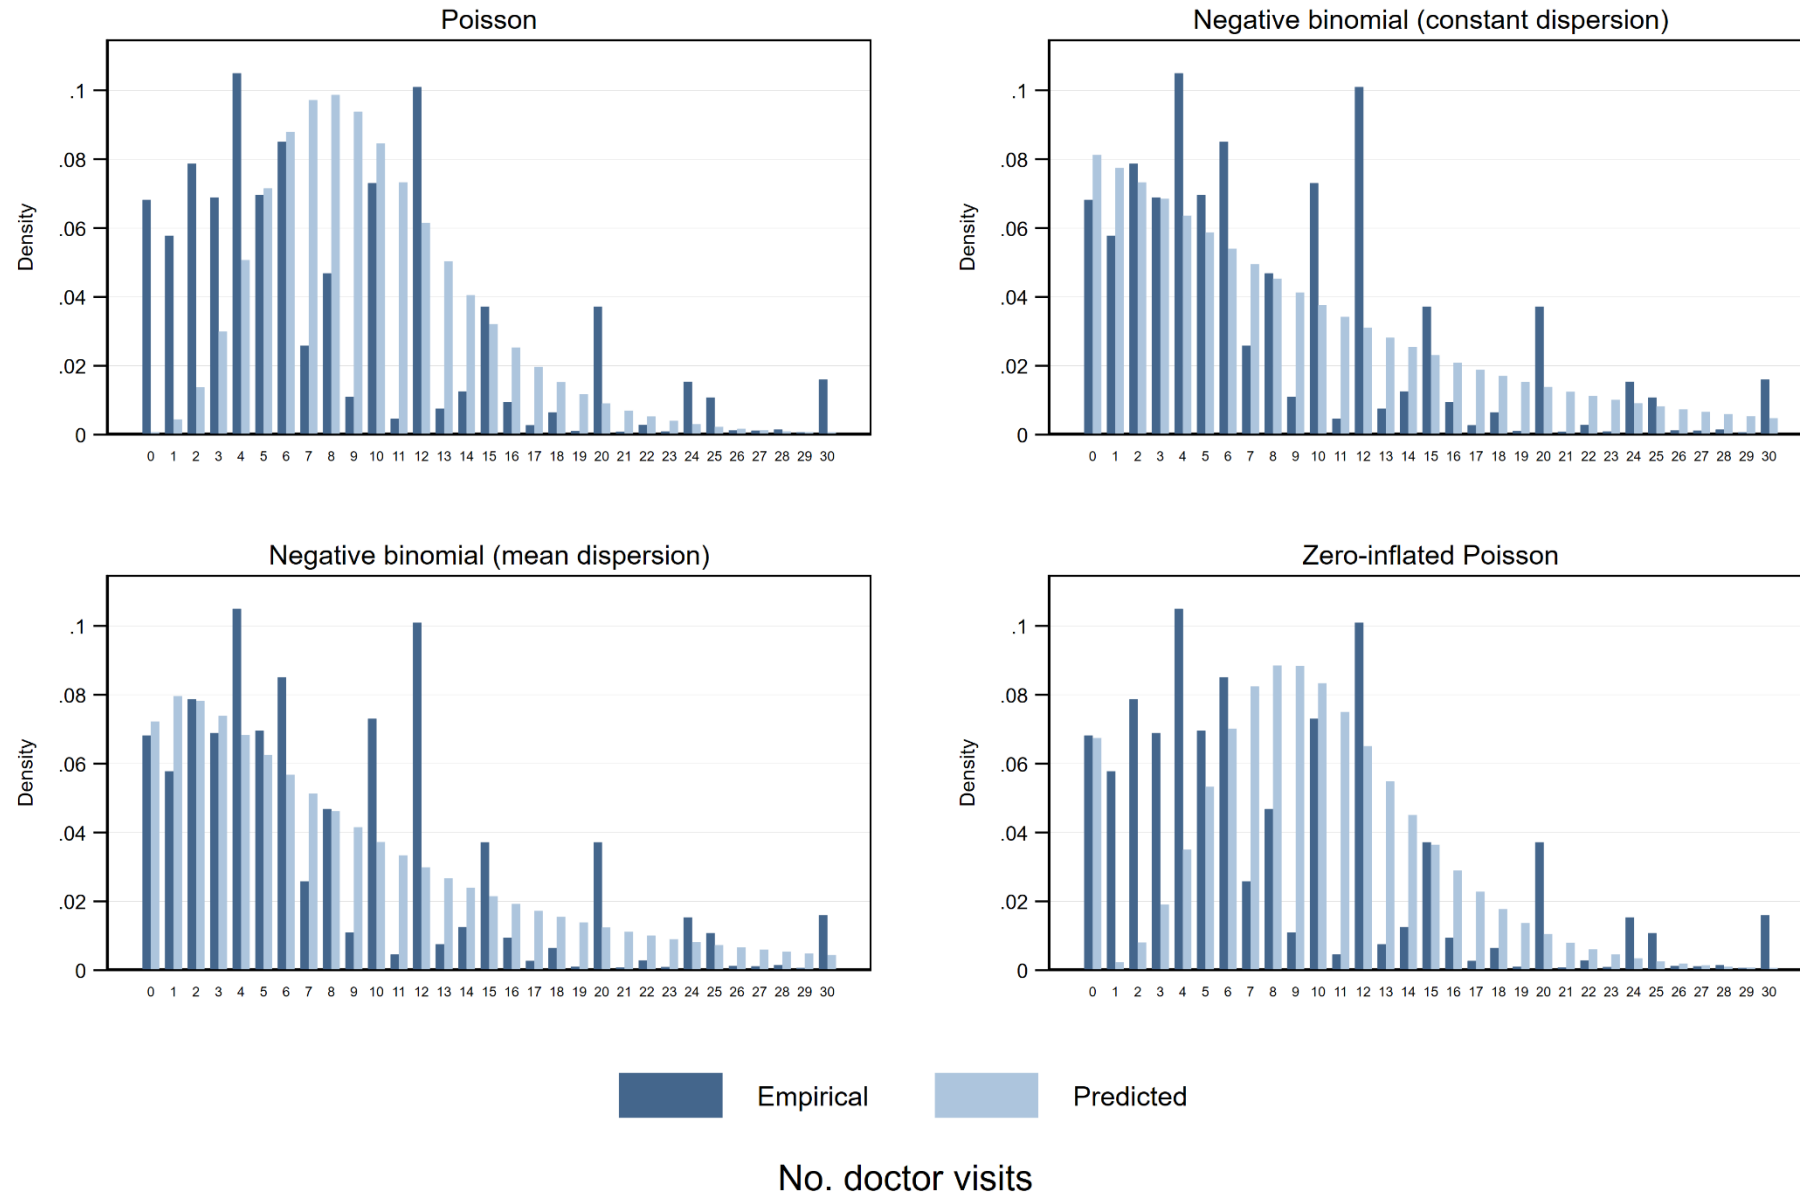 Poisson
Density
.1
.08
.06
.04
.02
0
0 1 2 3 4 5 6 7 8 9 10 11 12 13 14 15 16 17 18 19 20 21 22 23 24 25 26 27 28 29 30
Negative binomial (constant dispersion)
Density
.1
.08
.06
.04
.02
0
0 1 2 3 4 5 6 7 8 9 10 11 12 13 14 15 16 17 18 19 20 21 22 23 24 25 26 27 28 29 30
Negative binomial (mean dispersion)
Density
.1
.08
.06
.04
.02
0
0 1 2 3 4 5 6 7 8 9 10 11 12 13 14 15 16 17 18 19 20 21 22 23 24 25 26 27 28 29 30
Zero-inflated Poisson
Density
.1
.08
.06
.04
.02
0
0 1 2 3 4 5 6 7 8 9 10 11 12 13 14 15 16 17 18 19 20 21 22 23 24 25 26 27 28 29 30
Empirical Predicted
No. doctor visits